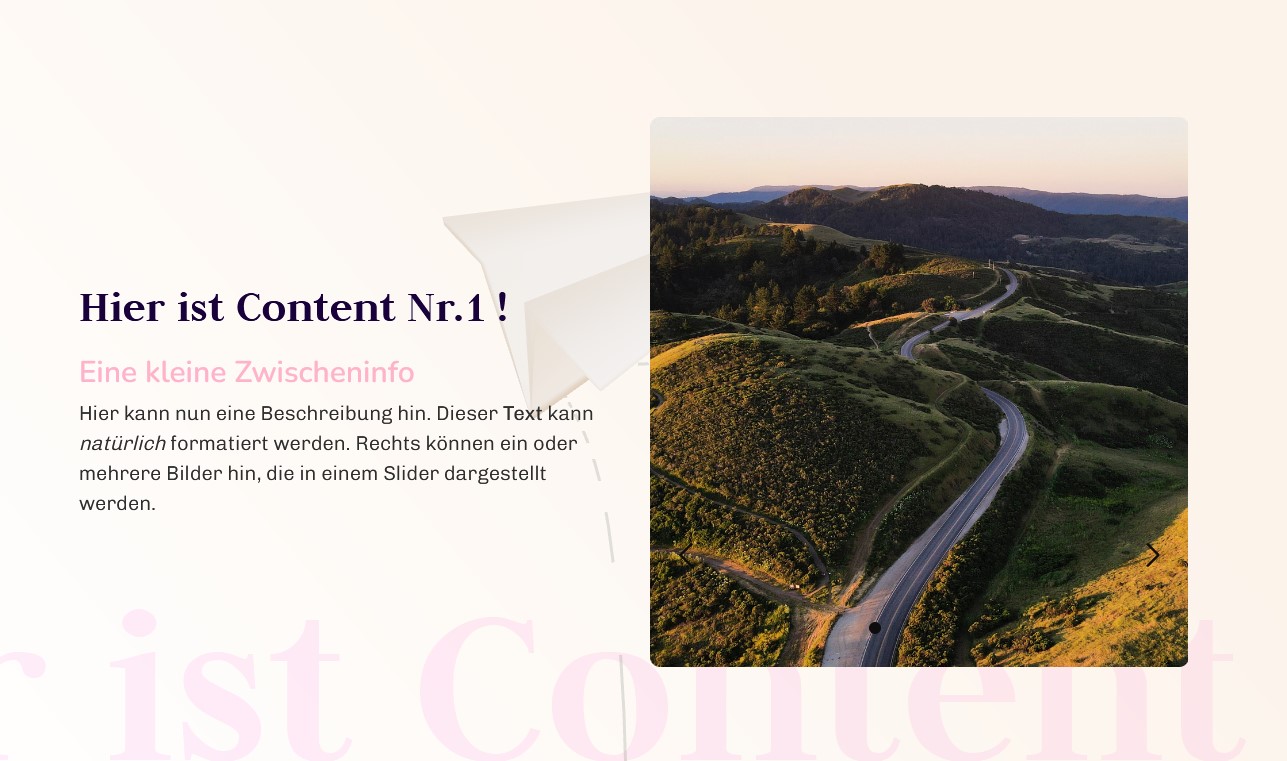 Hier ist Content Nr.1 !
Eine kleine Zwischeninfo
Hier kann nun eine Beschreibung hin. Dieser Text kann
natürlich formatiert werden. Rechts können ein oder
mehrere Bilder hin, die in einem Slider dargestellt
werden.
r ist Content